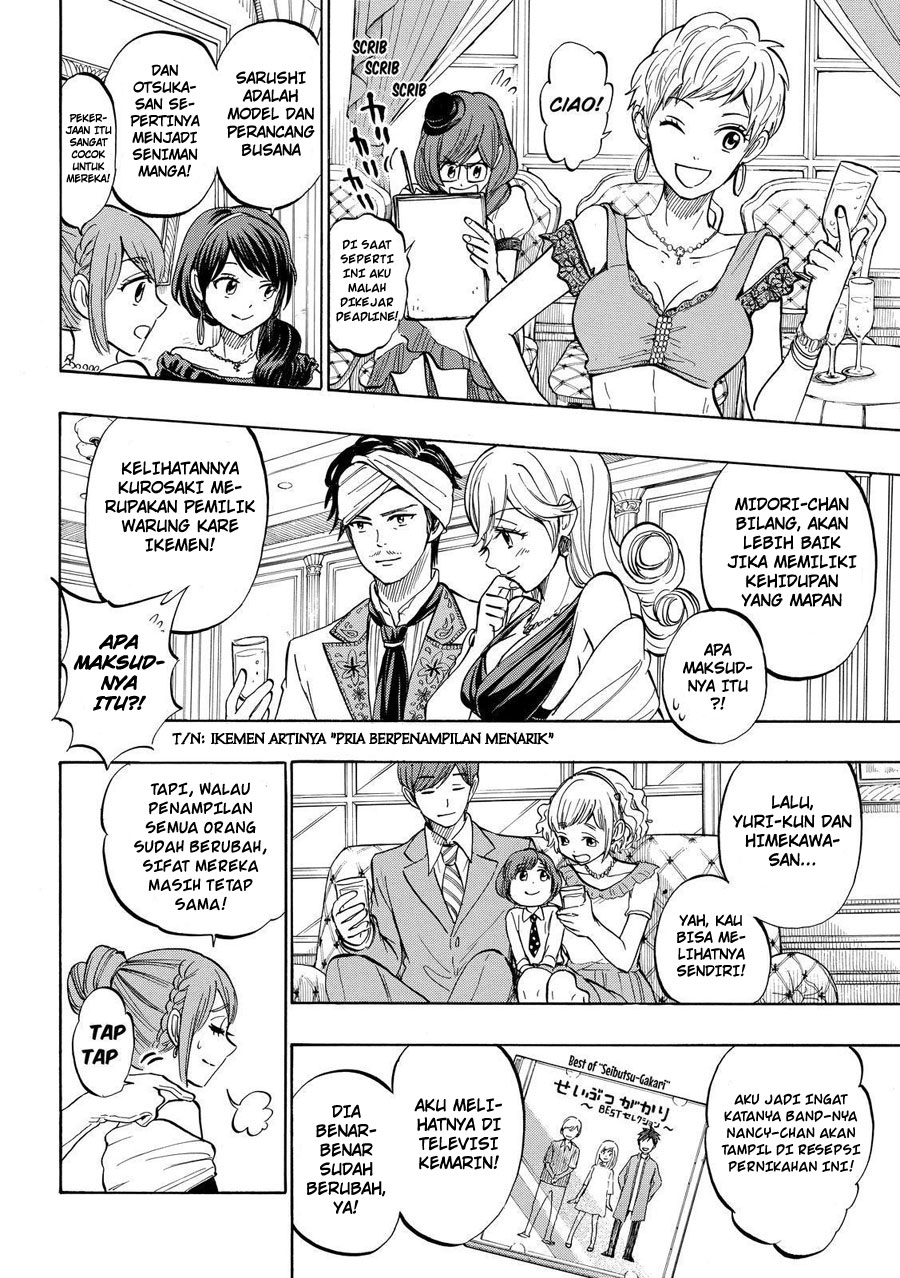 CIAO!
SCRIB
SCRIB
SCRIB
カ"
カ"
DI SAAT
SEPERTI
INI AKU
MALAH
DIKEJAR
DEADLINE!
SARUSHI
ADALAH
MODEL DAN
PERANCANG
BUSANA
DAN
OTSUKA-
SAN SE-
PERTINYA
MENJADI
SENIMAN
MANGA!
PEKER-
JAAN ITU
SANGAT
COCOK
UNTUK
MEREKA!
MIDORI-CHAN
BILANG, AKAN
LEBIH BAIK
JIKA MEMILIKI
KEHIDUPAN
YANG MAPAN
APA
MAKSUD-
NYA ITU
?!
KELIHATANNYA
KUROSAKI ME-
RUPAKAN PEMILIK
WARUNG KARE
IKEMEN!
APA
MAKSUD-
NYA
ITU?!
T/N: IKEMEN ARTINYA "PRIA BERPENAMPILAN MENARIK"
LALU,
YURI-KUN DAN
HIMEKAWA-
SAN...
YAH, KAU
BISA ME-
LIHATNYA
SENDIRI!
TAPI, WALAU
PENAMPILAN
SEMUA ORANG
SUDAH BERUBAH,
SIFAT MEREKA
MASIH TETAP
SAMA!
TAP
TAP
AKU JADI INGAT
KATANYA BAND-NYA
NANCY-CHAN AKAN
TAMPIL DI RESEPSI
PERNIKAHAN INI!
Best of "Seibutsu-Gakari"
せいぶつがかり
～BESTセレクション～
AKU MELI-
HATNYA DI
TELEVISI
KEMARIN!
DIA
BENAR-
BENAR
SUDAH
BERUBAH,
YA!